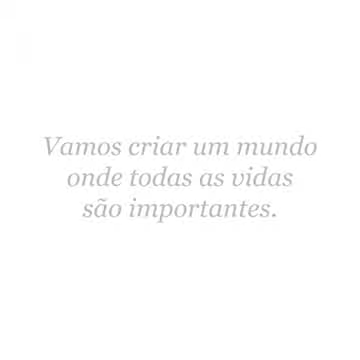 Vamos criar um mundo
onde todas as vidas
são importantes.